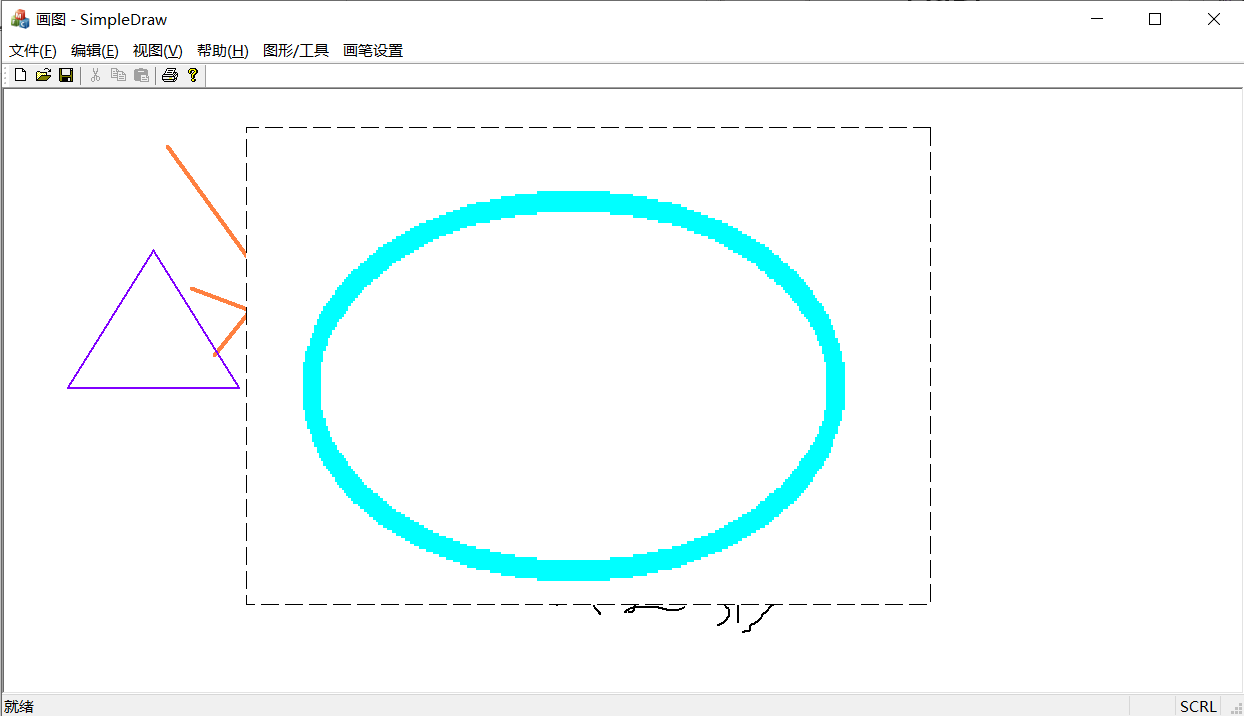 画图 - SimpleDraw
文件(F) 编辑(E) 视图(V) 帮助(H) 图形/工具 画笔设置
就绪 SCRL